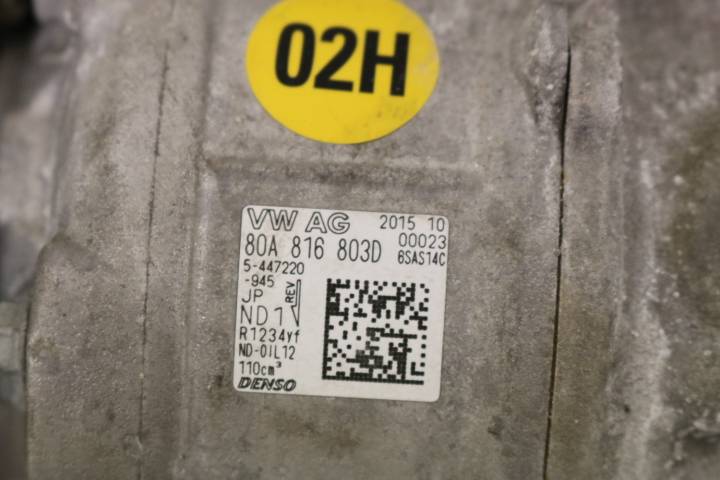 02H
VW AG 2015 10
80A 816 803D 00023
5-447220 6SAS14C
-945
JP REV
ND1
R1234yf
ND-OIL12
110cm³
DENSO